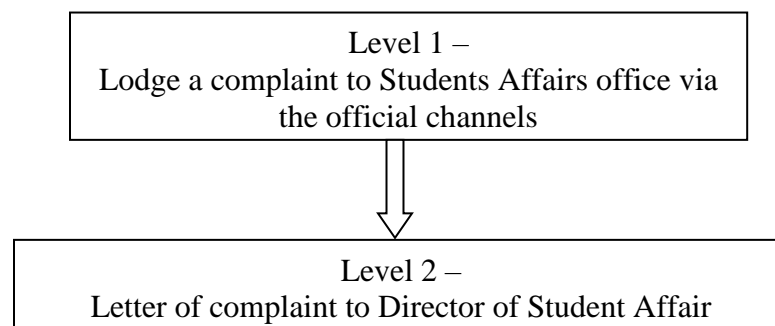 Level 1 –
Lodge a complaint to Students Affairs office via
the official channels
Level 2 –
Letter of complaint to Director of Student Affair